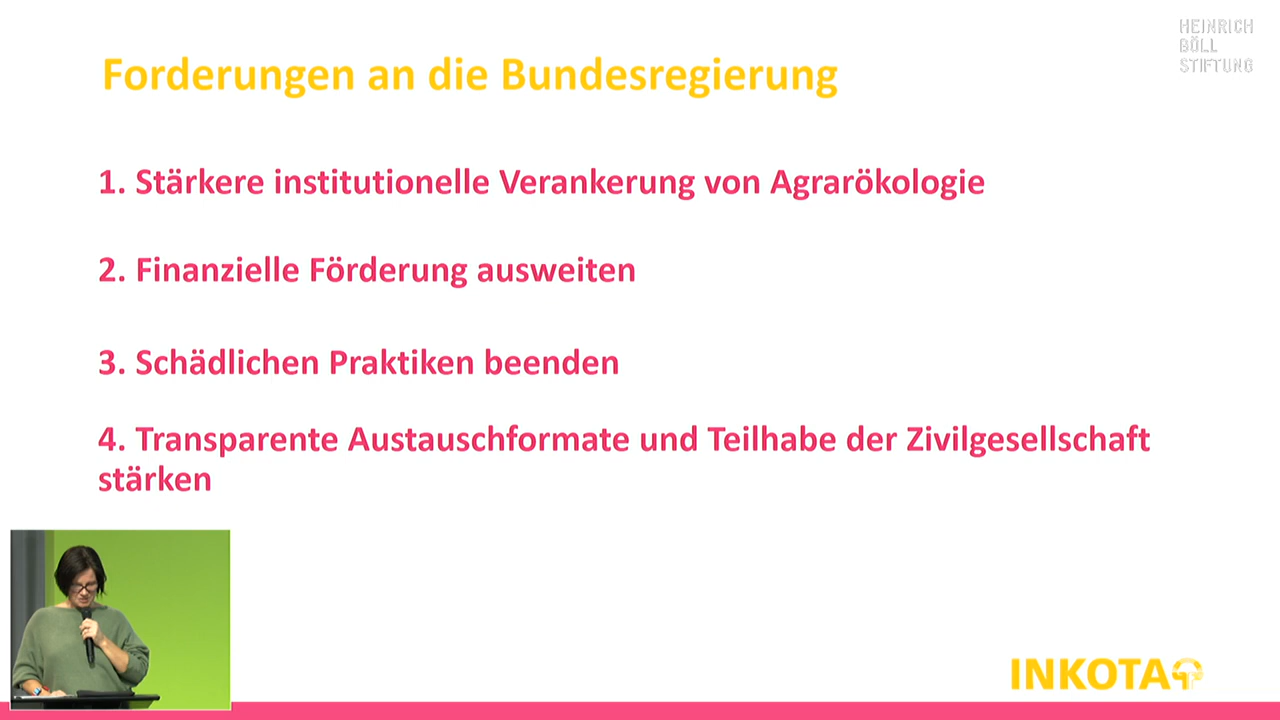 HEINRICH
BÖLL
STIFTUNG
Forderungen an die Bundesregierung
1. Stärkere institutionelle Verankerung von Agrarökologie
2. Finanzielle Förderung ausweiten
3. Schädlichen Praktiken beenden
4. Transparente Austauschformate und Teilhabe der Zivilgesellschaft
stärken
INKOTA